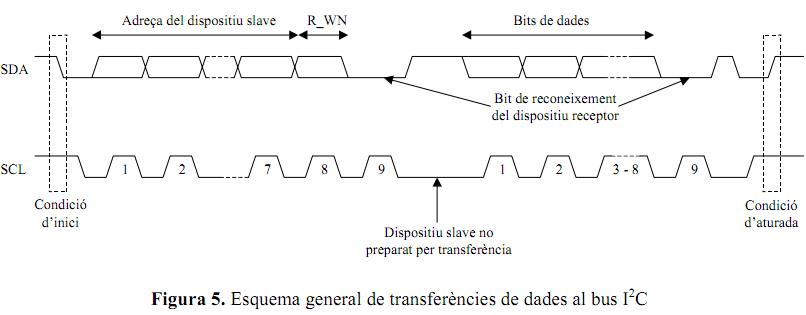 Adreça del dispositiu slave
R_WN
Bits de dades
SDA
Bit de reconeixement
del dispositiu receptor
SCL
1
2
7
8
9
1
2
3 - 8
9
Condició
d'inici
Dispositiu slave no
preparat per transferència
Condició
d'aturada
Figura 5. Esquema general de transferències de dades al bus I²C